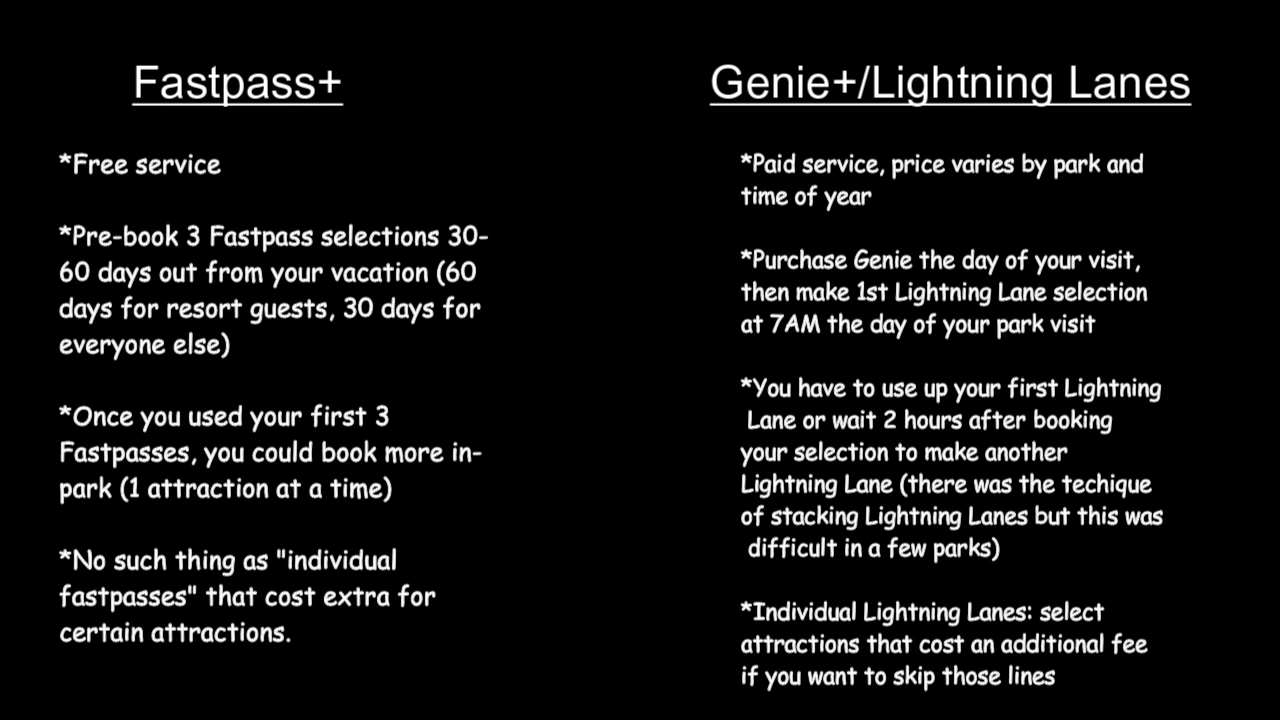 Fastpass+
*Free service
*Pre-book 3 Fastpass selections 30-
60 days out from your vacation (60
days for resort guests, 30 days for
everyone else)
*Once you used your first 3
Fastpasses, you could book more in-
park (1 attraction at a time)
*No such thing as "individual
fastpasses" that cost extra for
certain attractions.
Genie+/Lightning Lanes
*Paid service, price varies by park and
time of year
*Purchase Genie the day of your visit,
then make 1st Lightning Lane selection
at 7AM the day of your park visit
*You have to use up your first Lightning
Lane or wait 2 hours after booking
your selection to make another
Lightning Lane (there was the techique
of stacking Lightning Lanes but this was
difficult in a few parks)
*Individual Lightning Lanes: select
attractions that cost an additional fee
if you want to skip those lines